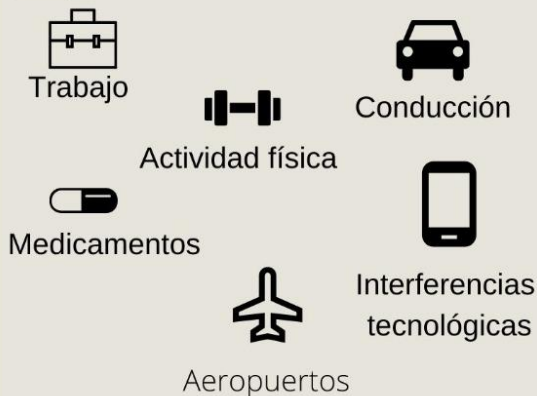 Trabajo
Conducción
Actividad física
Medicamentos
Interferencias
tecnológicas
Aeropuertos